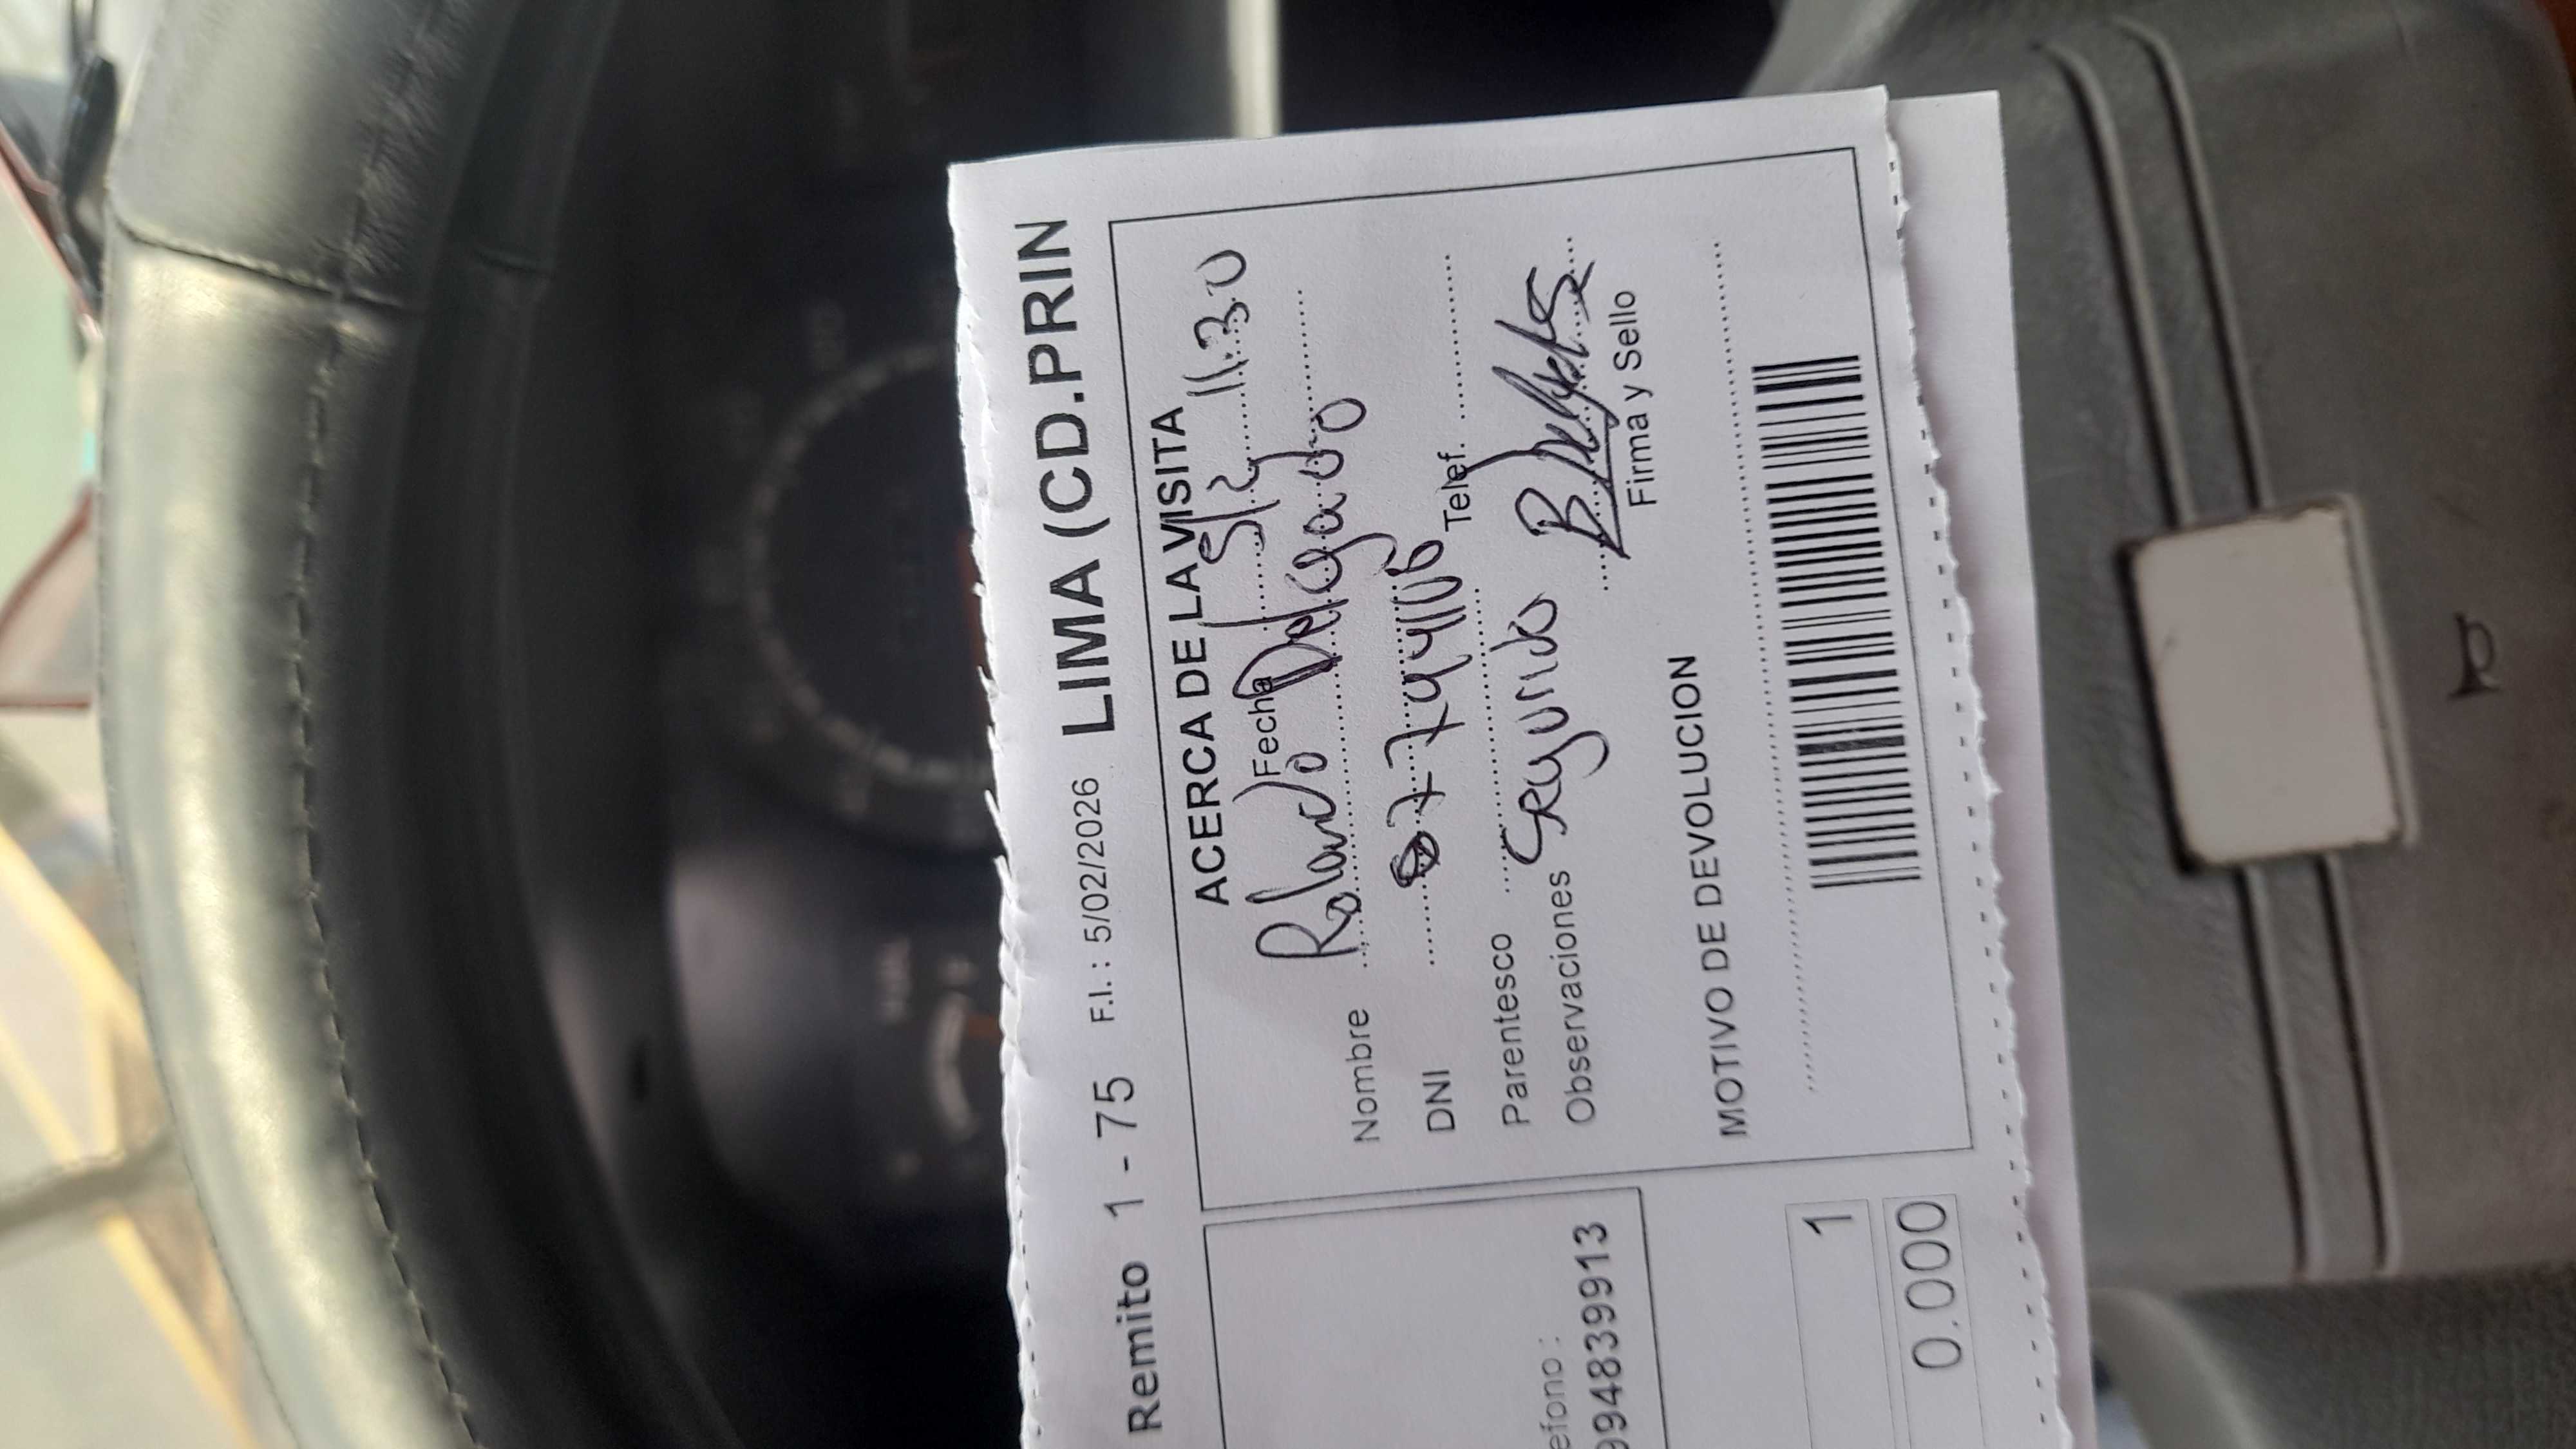 Remito 1 - 75 F.I. : 5/02/2026 LIMA (CD.PRIN
ACERCA DE LA VISITA
Fecha 5/2 11:30
Nombre Rolando Delgado
DNI Telef.
Parentesco
Observaciones Seguridad
Firma y Sello
MOTIVO DE DEVOLUCION
efono :
994839913
1
0.000